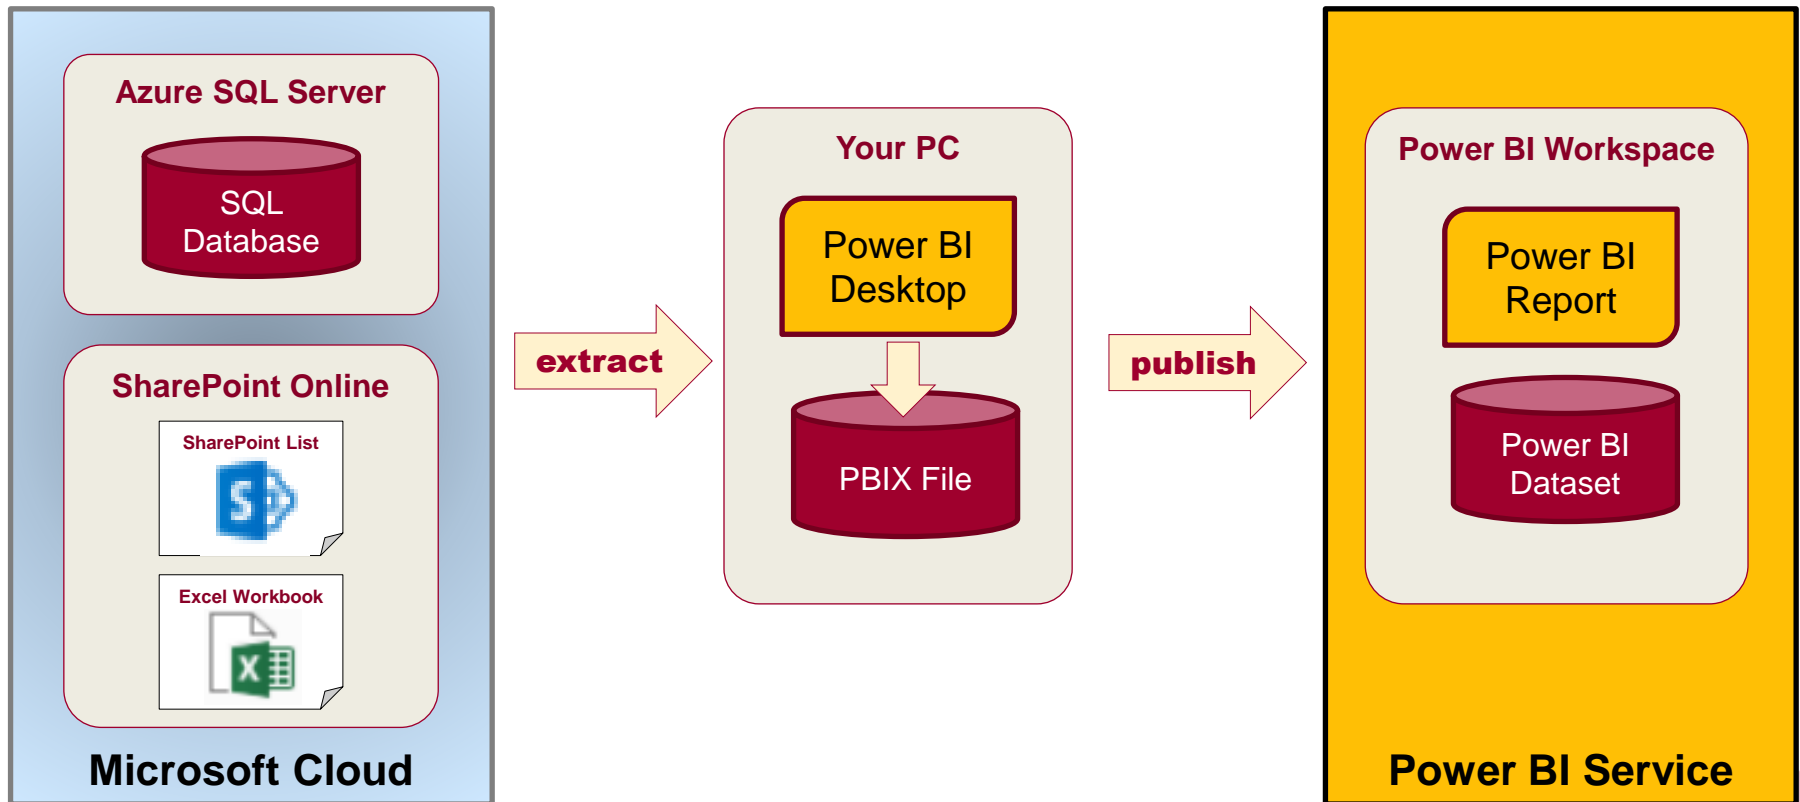 Azure SQL Server
SQL
Database
SharePoint Online
SharePoint List
S
Excel Workbook
X
Microsoft Cloud
extract
Your PC
Power BI
Desktop
PBIX File
publish
Power BI Workspace
Power BI
Report
Power BI
Dataset
Power BI Service